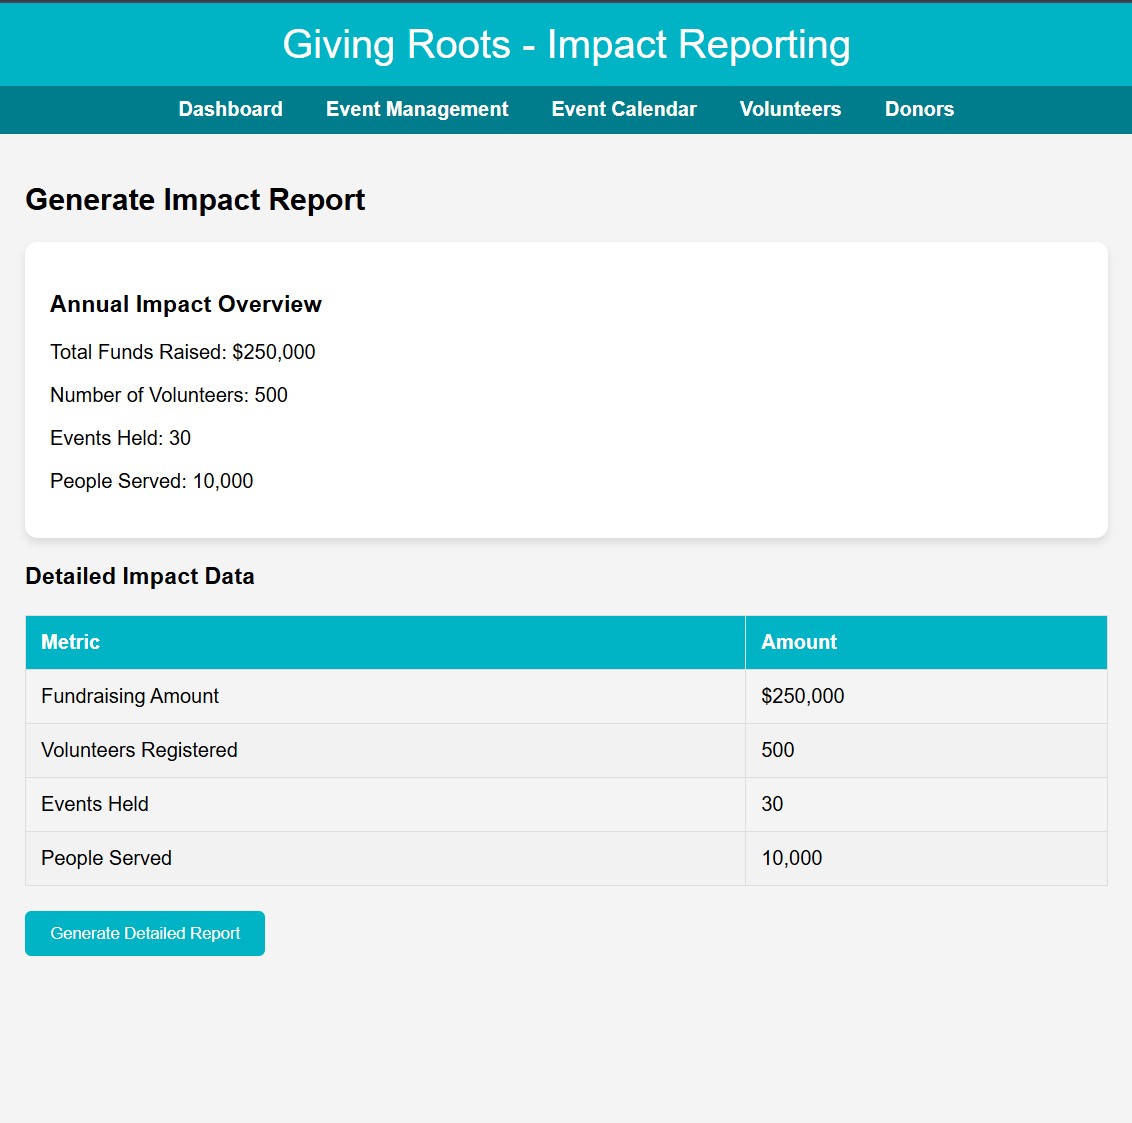 Giving Roots - Impact Reporting
Dashboard Event Management Event Calendar Volunteers Donors
Generate Impact Report
Annual Impact Overview
Total Funds Raised: $250,000
Number of Volunteers: 500
Events Held: 30
People Served: 10,000
Detailed Impact Data
Metric Amount
Fundraising Amount $250,000
Volunteers Registered 500
Events Held 30
People Served 10,000
Generate Detailed Report